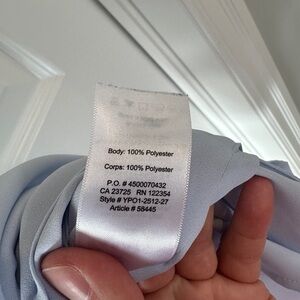 Body: 100% Polyester
Corps: 100% Polyester
P.O. # 4500070432
CA 23725 RN 122354
Style # YPO1-2512-27
Article # 58445